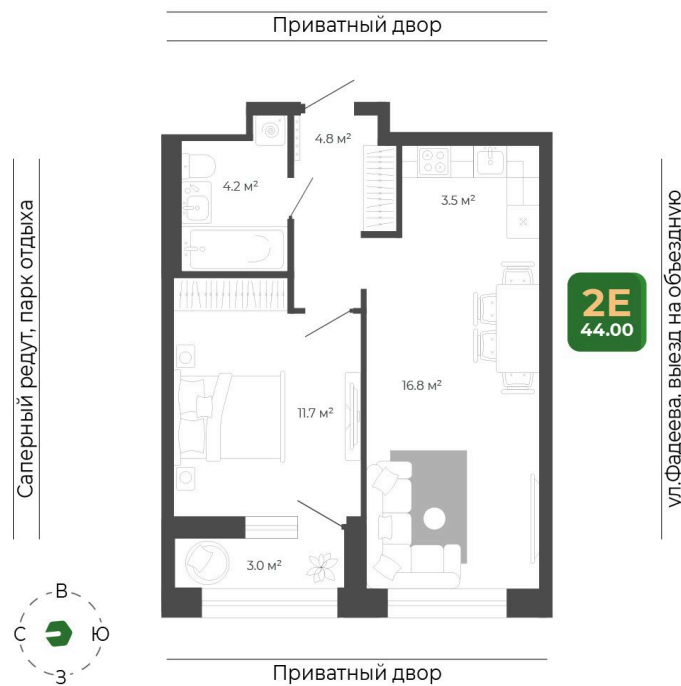 Приватный двор
4.8 м²
4.2 м²
3.5 м²
Саперный редут, парк отдыха
2Е
44.00
ул.Фадеева, выезд на объездную
16.8 м²
11.7 м²
3.0 м²
В
С
Ю
З
Приватный двор